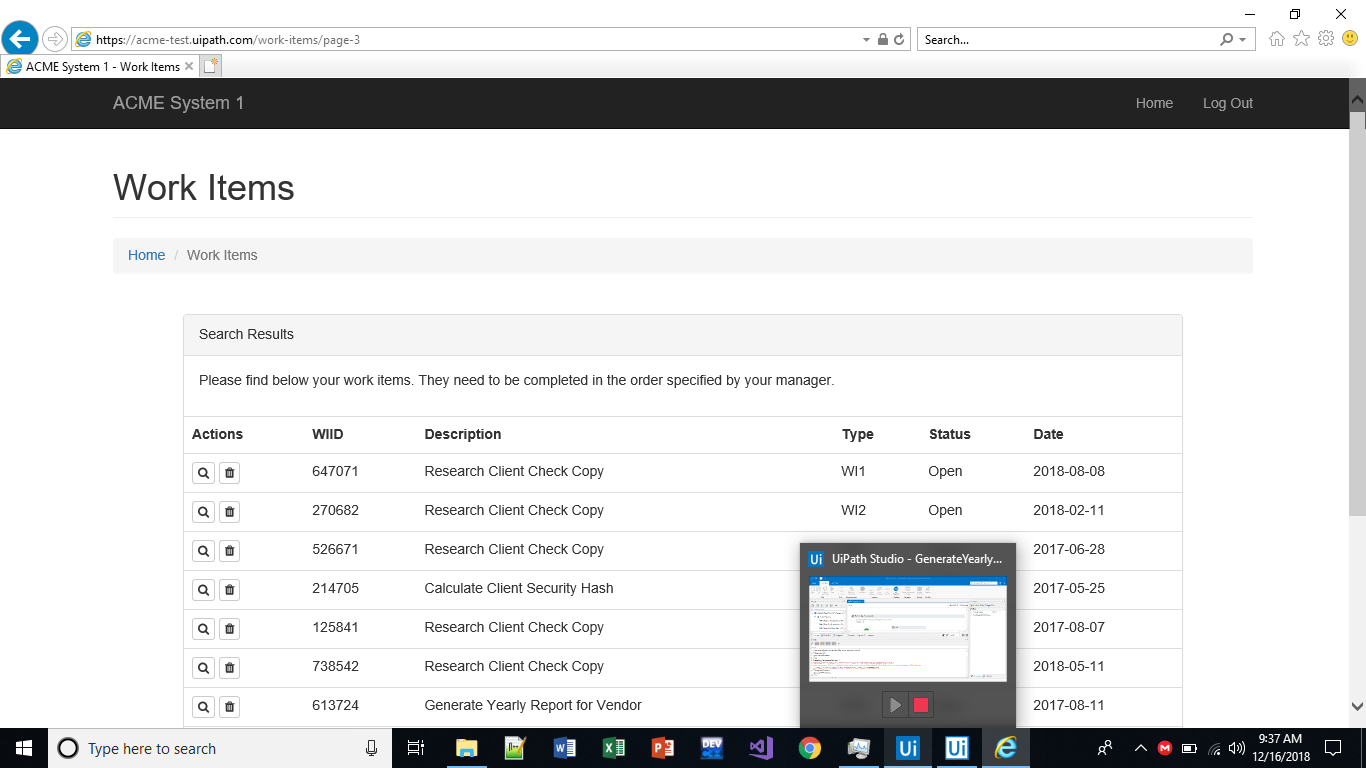 https://acme-test.uipath.com/work-items/page-3
Search...
ACME System 1 - Work Items
ACME System 1
Home
Log Out
Work Items
Home / Work Items
Search Results
Please find below your work items. They need to be completed in the order specified by your manager.
Actions WIID Description Type Status Date
647071 Research Client Check Copy WI1 Open 2018-08-08
270682 Research Client Check Copy WI2 Open 2018-02-11
526671 Research Client Check Copy 2017-06-28
214705 Calculate Client Security Hash 2017-05-25
125841 Research Client Check Copy 2017-08-07
738542 Research Client Check Copy 2018-05-11
613724 Generate Yearly Report for Vendor 2017-08-11
Ui UiPath Studio - GenerateYearly...
Type here to search
DEV
Ui
Ui
9:37 AM
12/16/2018